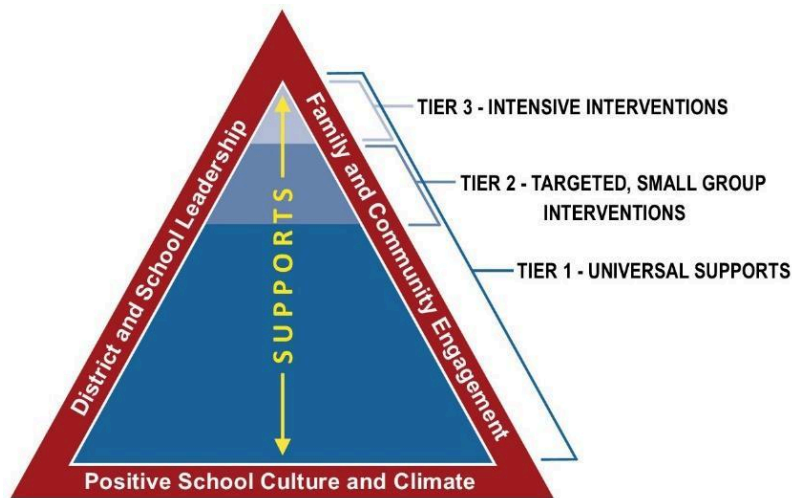 District and School Leadership
Family and Community Engagement
SUPPORTS
Positive School Culture and Climate
TIER 3 - INTENSIVE INTERVENTIONS
TIER 2 - TARGETED, SMALL GROUP
INTERVENTIONS
TIER 1 - UNIVERSAL SUPPORTS